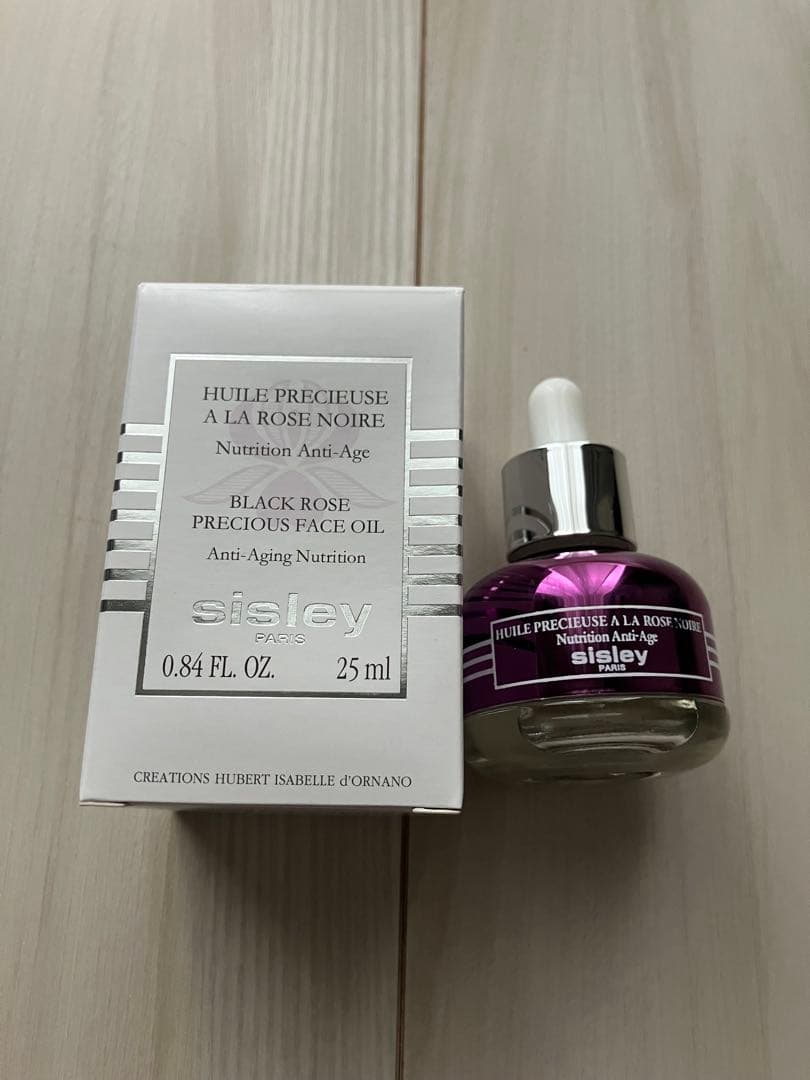 HUILE PRECIEUSE
A LA ROSE NOIRE
Nutrition Anti-Age
BLACK ROSE
PRECIOUS FACE OIL
Anti-Aging Nutrition
sisley
PARIS
0.84 FL. OZ. 25 ml
CREATIONS HUBERT ISABELLE d'ORNANO
HUILE PRECIEUSE A LA ROSE NOIRE
Nutrition Anti-Age
sisley
PARIS